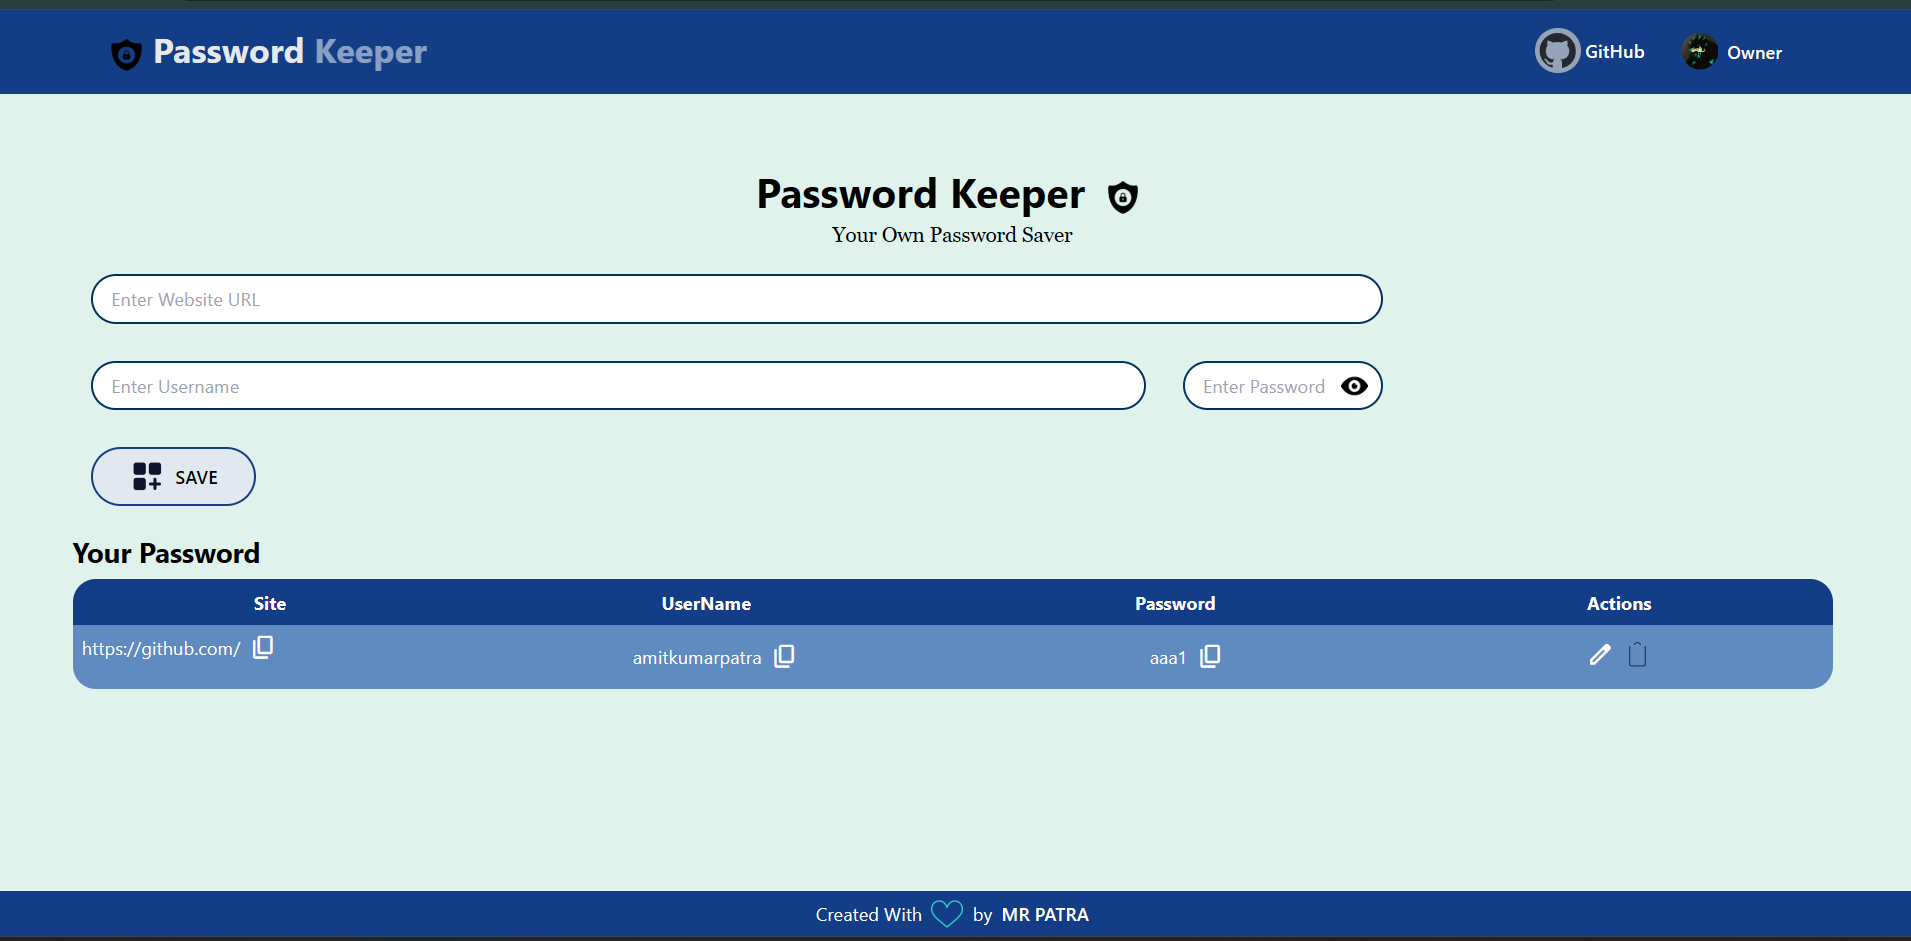 Password Keeper
GitHub
Owner
Password Keeper
Your Own Password Saver
Enter Website URL
Enter Username
Enter Password
SAVE
Your Password
Site UserName Password Actions
https://github.com/ amitkumarpatra aaa1
Created With by MR PATRA